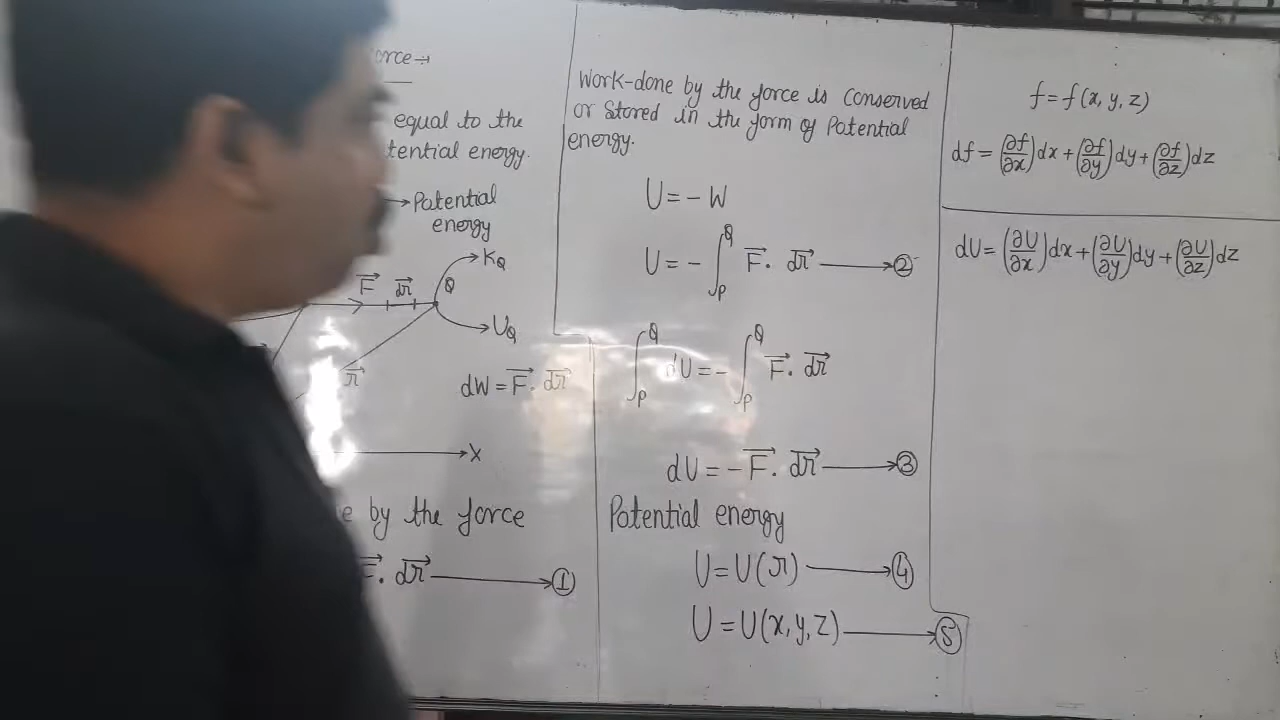 orce→
equal to the
tential energy.
→Potential
energy
K_Q
F⃗ dr⃗ Q
U_Q
r⃗
dW = F⃗. dr⃗
X
e by the force
F⃗. dr⃗ → ①
Work-done by the force is conserved
or stored in the form of Potential
energy.
U = - W
U = - ∫_P^Q F⃗. dr⃗ → ②
∫_P^Q dU = - ∫_P^Q F⃗. dr⃗
dU = - F⃗. dr⃗ → ③
Potential energy
U = U(r) → ④
U = U(x, y, z) → ⑤
f = f(x, y, z)
df = (∂f/∂x)dx + (∂f/∂y)dy + (∂f/∂z)dz
dU = (∂U/∂x)dx + (∂U/∂y)dy + (∂U/∂z)dz